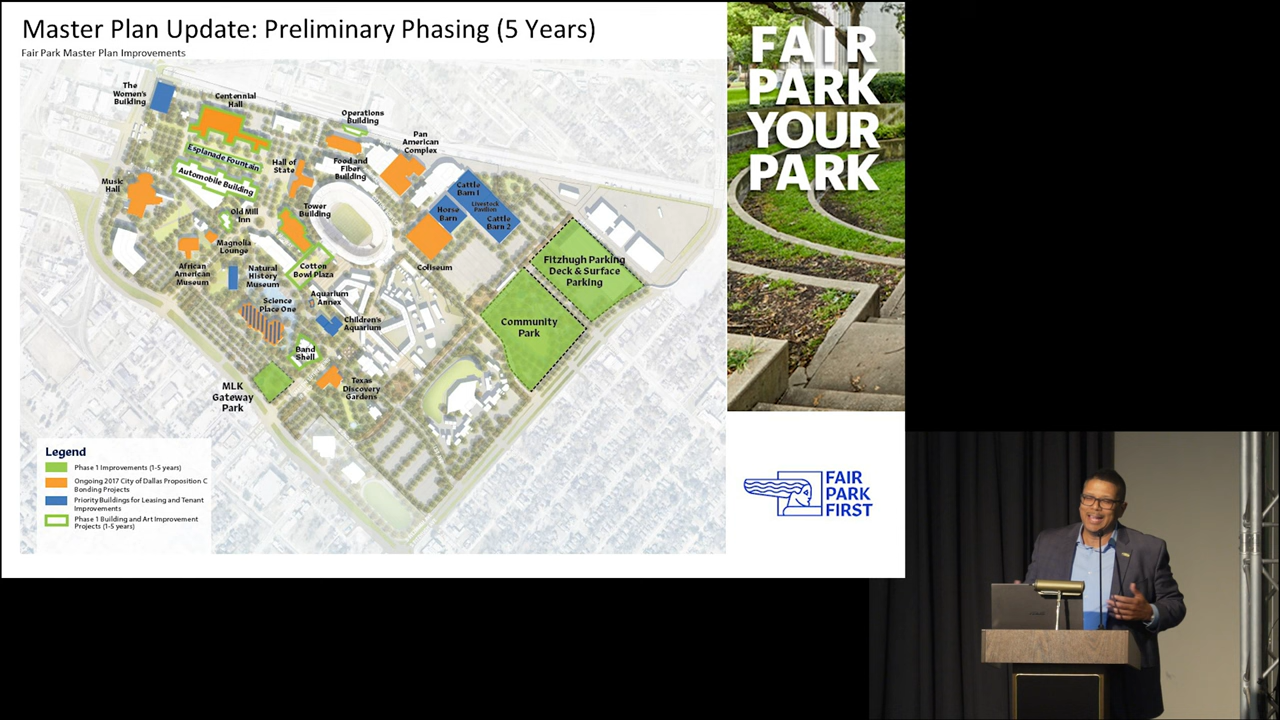 Master Plan Update: Preliminary Phasing (5 Years)
Fair Park Master Plan Improvements
The
Women's
Building
Centennial
Hall
Operations
Building
Pan
American
Complex
Esplanade Fountain
Hall of
State
Food and
Fiber
Building
Automobile Building
Music
Hall
Cattle
Barn 1
Livestock
Pavilion
Horse
Barn
Cattle
Barn 2
Old Mill
Inn
Tower
Building
Magnolia
Lounge
Coliseum
African
American
Museum
Natural
History
Museum
Cotton
Bowl Plaza
Fitzhugh Parking
Deck & Surface
Parking
Aquarium
Annex
Science
Place One
Children's
Aquarium
Community
Park
Band
Shell
MLK
Gateway
Park
Texas
Discovery
Gardens
Legend
Phase 1 Improvements (1-5 years)
Ongoing 2017 City of Dallas Proposition C
Bonding Projects
Priority Buildings for Leasing and Tenant
Improvements
Phase 1 Building and Art Improvement
Projects (1-5 years)
FAIR
PARK
YOUR
PARK
FAIR
PARK
FIRST